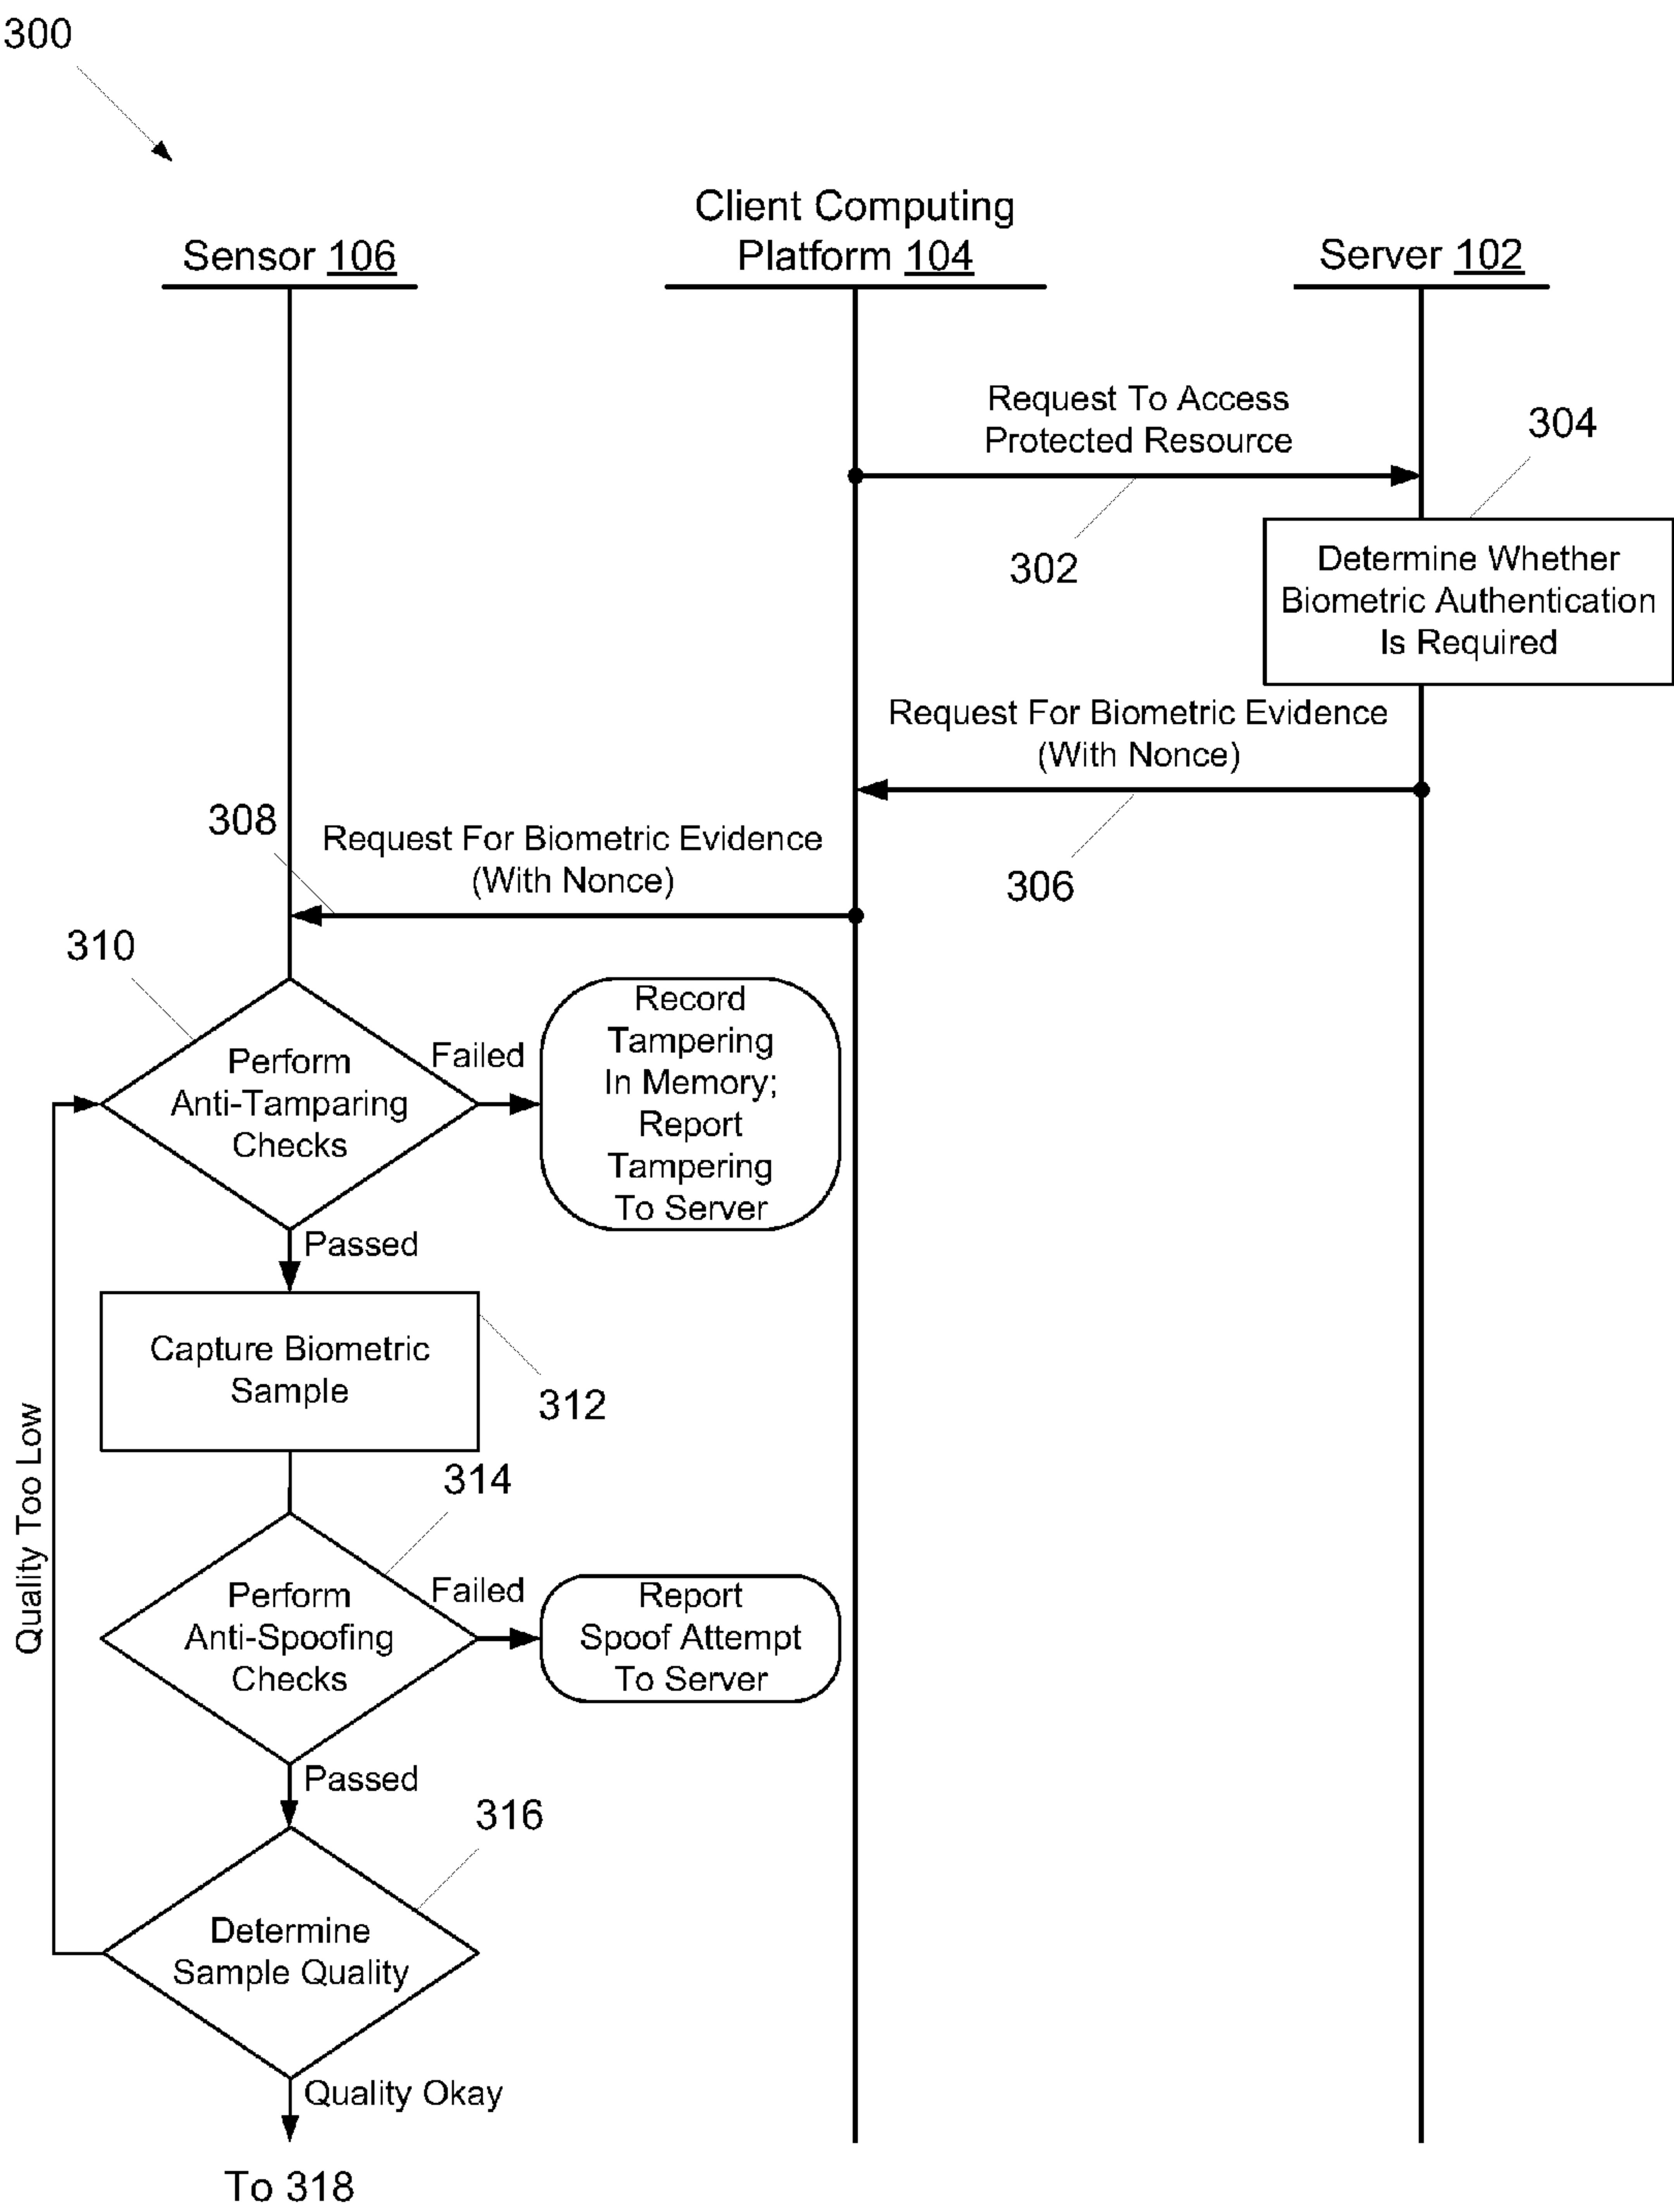 300
Client Computing
Sensor 106
Platform 104
Server 102
Request To Access
Protected Resource
304
302
Determine Whether
Biometric Authentication
Is Required
Request For Biometric Evidence
(With Nonce)
306
308
Request For Biometric Evidence
(With Nonce)
310
Perform
Anti-Tamparing
Checks
Failed
Record
Tampering
In Memory;
Report
Tampering
To Server
Passed
Capture Biometric
Sample
312
314
Quality Too Low
Perform
Anti-Spoofing
Checks
Failed
Report
Spoof Attempt
To Server
Passed
316
Determine
Sample Quality
Quality Okay
To 318